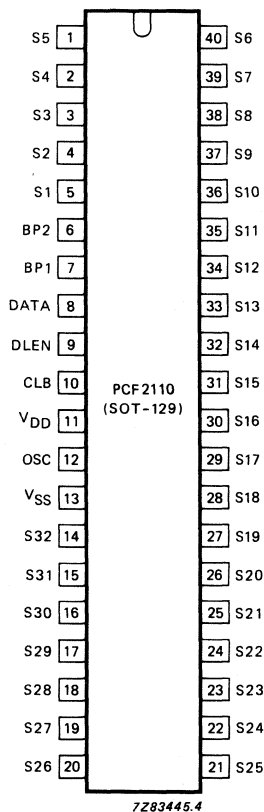 S5 1 40 S6
S4 2 39 S7
S3 3 38 S8
S2 4 37 S9
S1 5 36 S10
BP2 6 35 S11
BP1 7 34 S12
DATA 8 33 S13
DLEN 9 32 S14
CLB 10 31 S15
PCF2110
(SOT-129)
VDD 11 30 S16
OSC 12 29 S17
VSS 13 28 S18
S32 14 27 S19
S31 15 26 S20
S30 16 25 S21
S29 17 24 S22
S28 18 23 S23
S27 19 22 S24
S26 20 21 S25
7Z83445.4